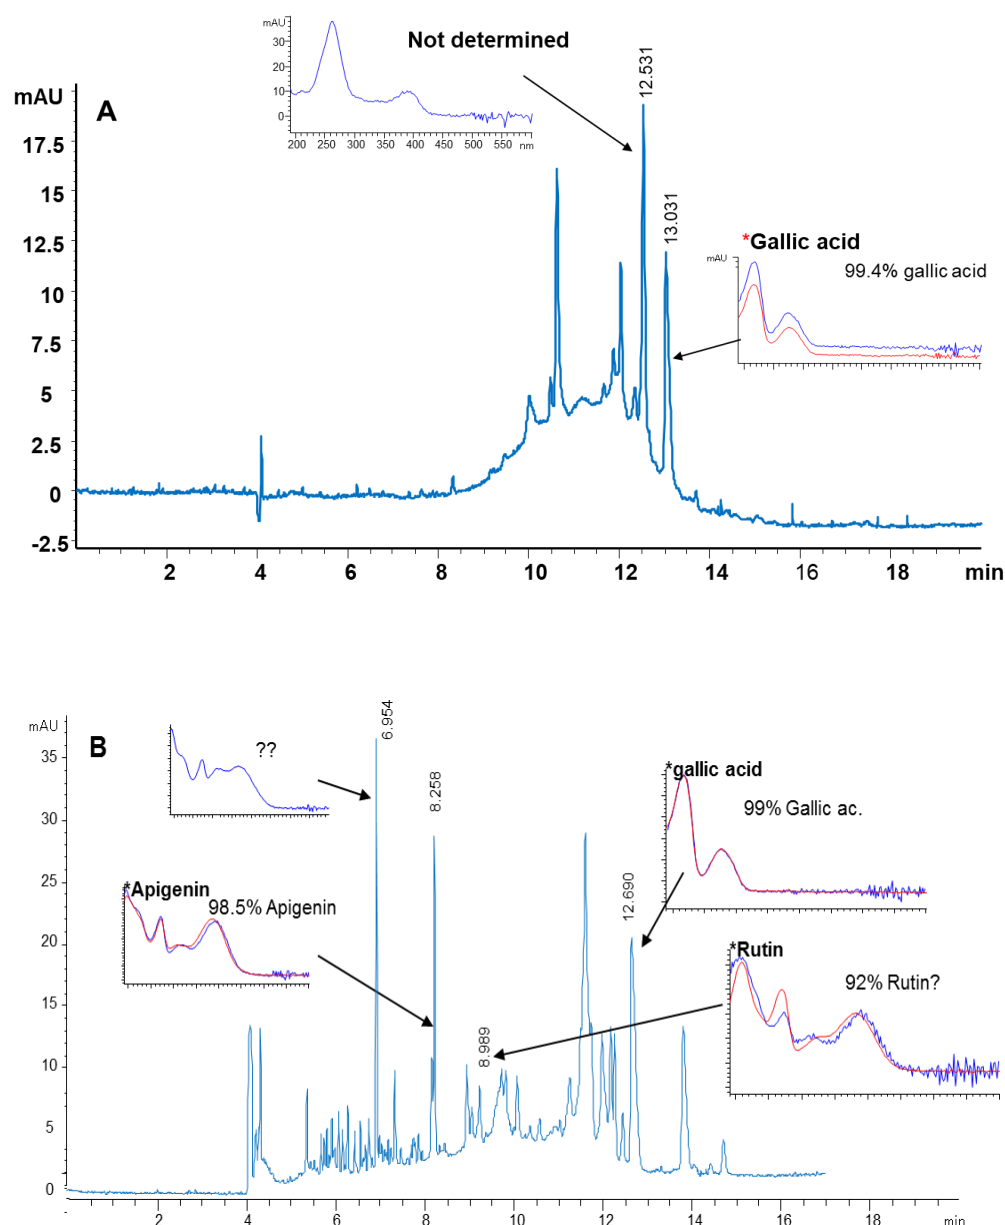 mAU
40
30
20
10
0
200 250 300 350 400 450 500 550 nm
Not determined
12.531
13.031
mAU
A
17.5
15
12.5
10
7.5
5
2.5
0
-2.5
*Gallic acid
mAU
99.4% gallic acid
2 4 6 8 10 12 14 16 18 min
mAU
B
35
30
25
20
15
10
5
0
??
6.954
8.258
*Apigenin
98.5% Apigenin
8.989
12.690
*gallic acid
99% Gallic ac.
*Rutin
92% Rutin?
2 4 6 8 10 12 14 16 18 min